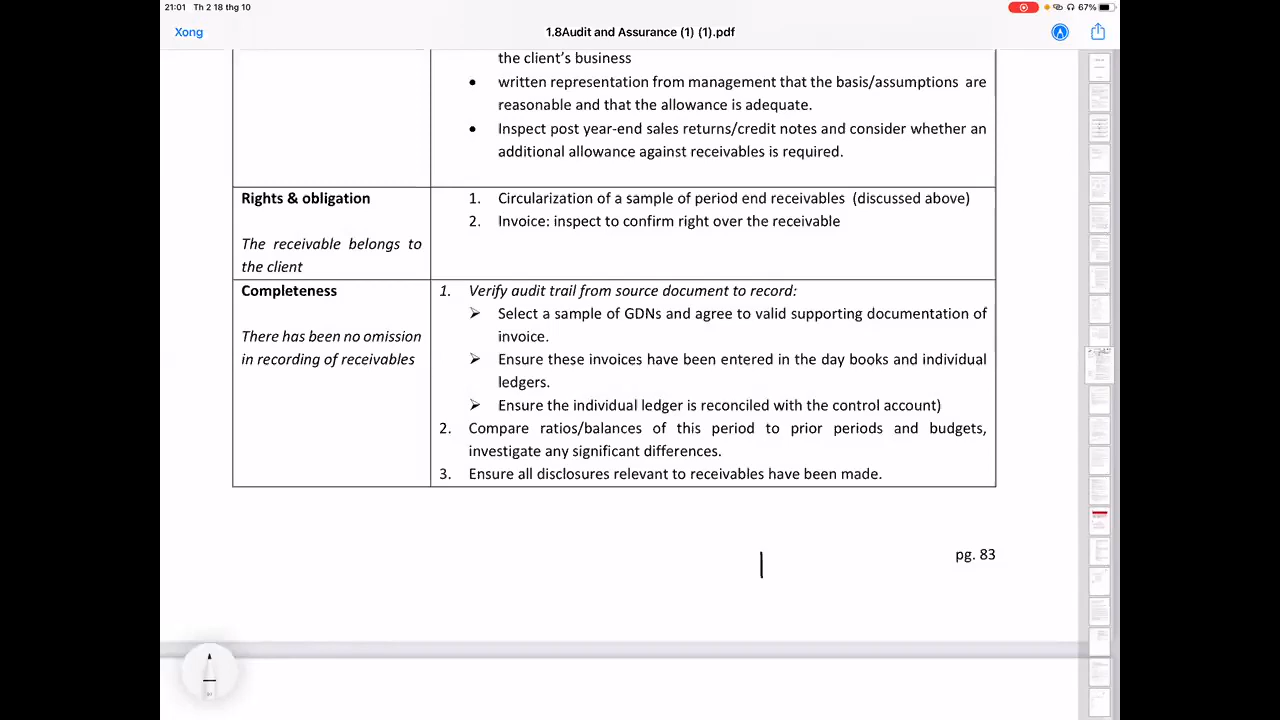 21:01 Th 2 18 thg 10
67%
Xong
1.8Audit and Assurance (1) (1).pdf
the client's business
• written representation from management that the basis/assumptions are
reasonable and that the allowance is adequate.
• inspect post year-end sales returns/credit notes to consider whether an
additional allowance against receivables is required.
Rights & obligation
The receivable belongs to
the client
1. Circularization of a sample of period end receivables (discussed above)
2. Invoice: inspect to confirm right over the receivable.
Completeness
There has been no omission
in recording of receivables
1. Verify audit trail from source document to record:
➢ Select a sample of GDNs and agree to valid supporting documentation of
invoice.
➢ Ensure these invoices have been entered in the day books and individual
ledgers.
➢ Ensure that individual ledger is reconciled with the control account.
2. Compare ratios/balances of this period to prior periods and budgets,
investigate any significant differences.
3. Ensure all disclosures relevant to receivables have been made.
pg. 83